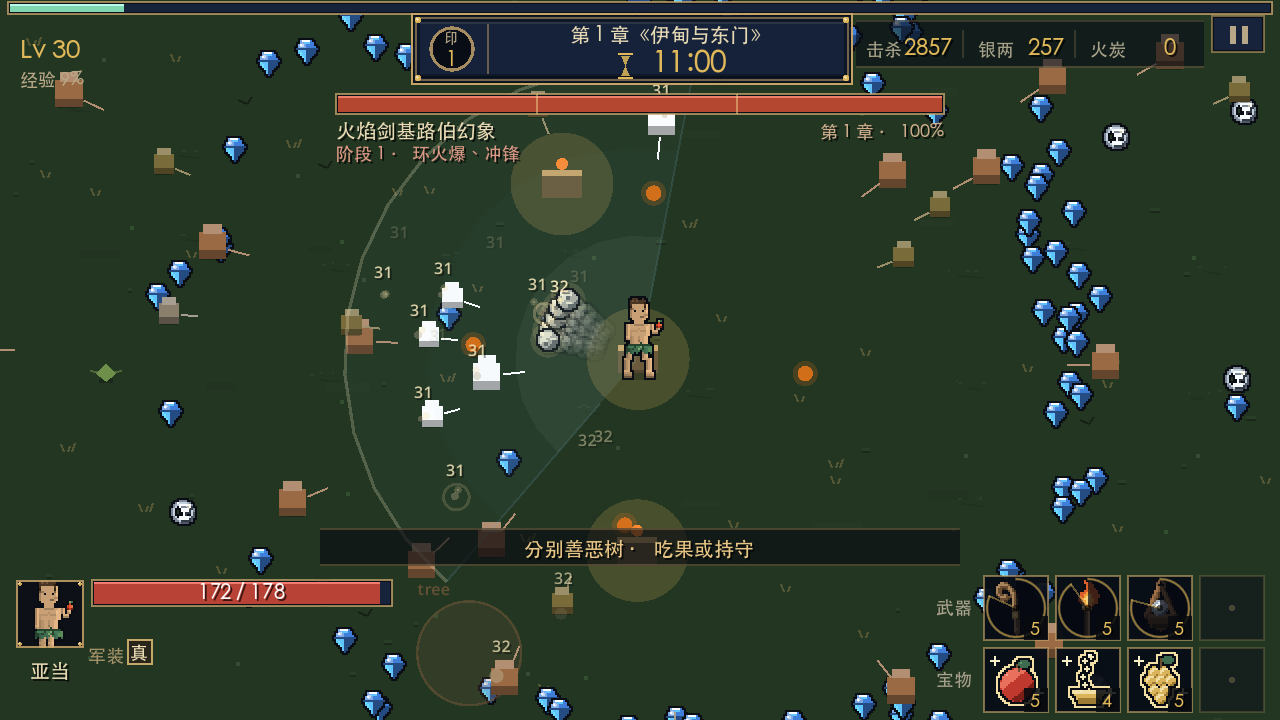 Lv 30
经验 9%
印
1
第 1 章《伊甸与东门》
11:00
击杀 2857
银两 257
火炭 0
31
火焰剑基路伯幻象
第 1 章 · 100%
阶段 1 · 环火爆、冲锋
31
31
31
31
31
31 32
31
31
31
32 32
31
分别善恶树 · 吃果或持守
32
172 / 178
tree
32
亚当
军装 真
武器
5
5
5
宝物
5
4
5